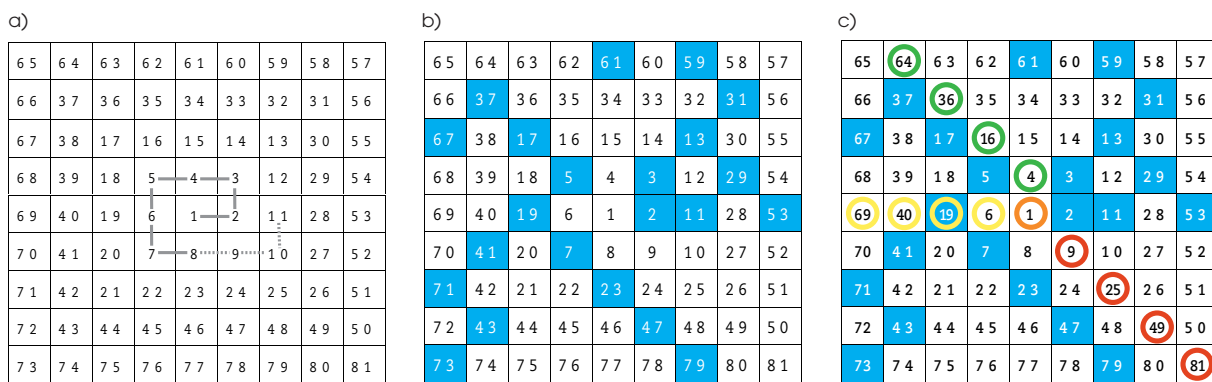 a)
65 64 63 62 61 60 59 58 57
66 37 36 35 34 33 32 31 56
67 38 17 16 15 14 13 30 55
68 39 18 5 4 3 12 29 54
69 40 19 6 1 2 11 28 53
70 41 20 7 8 9 10 27 52
71 42 21 22 23 24 25 26 51
72 43 44 45 46 47 48 49 50
73 74 75 76 77 78 79 80 81
b)
65 64 63 62 61 60 59 58 57
66 37 36 35 34 33 32 31 56
67 38 17 16 15 14 13 30 55
68 39 18 5 4 3 12 29 54
69 40 19 6 1 2 11 28 53
70 41 20 7 8 9 10 27 52
71 42 21 22 23 24 25 26 51
72 43 44 45 46 47 48 49 50
73 74 75 76 77 78 79 80 81
c)
65 64 63 62 61 60 59 58 57
66 37 36 35 34 33 32 31 56
67 38 17 16 15 14 13 30 55
68 39 18 5 4 3 12 29 54
69 40 19 6 1 2 11 28 53
70 41 20 7 8 9 10 27 52
71 42 21 22 23 24 25 26 51
72 43 44 45 46 47 48 49 50
73 74 75 76 77 78 79 80 81